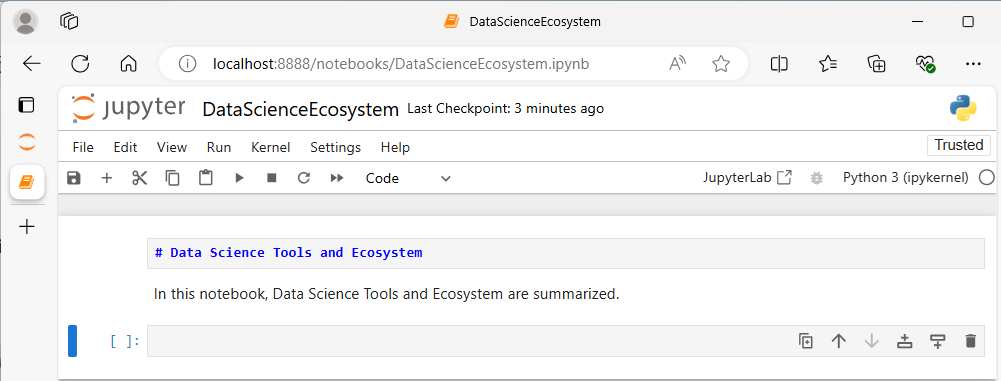 DataScienceEcosystem
localhost:8888/notebooks/DataScienceEcosystem.ipynb
jupyter DataScienceEcosystem Last Checkpoint: 3 minutes ago
File Edit View Run Kernel Settings Help Trusted
Code JupyterLab Python 3 (ipykernel)
# Data Science Tools and Ecosystem
In this notebook, Data Science Tools and Ecosystem are summarized.
[ ]: